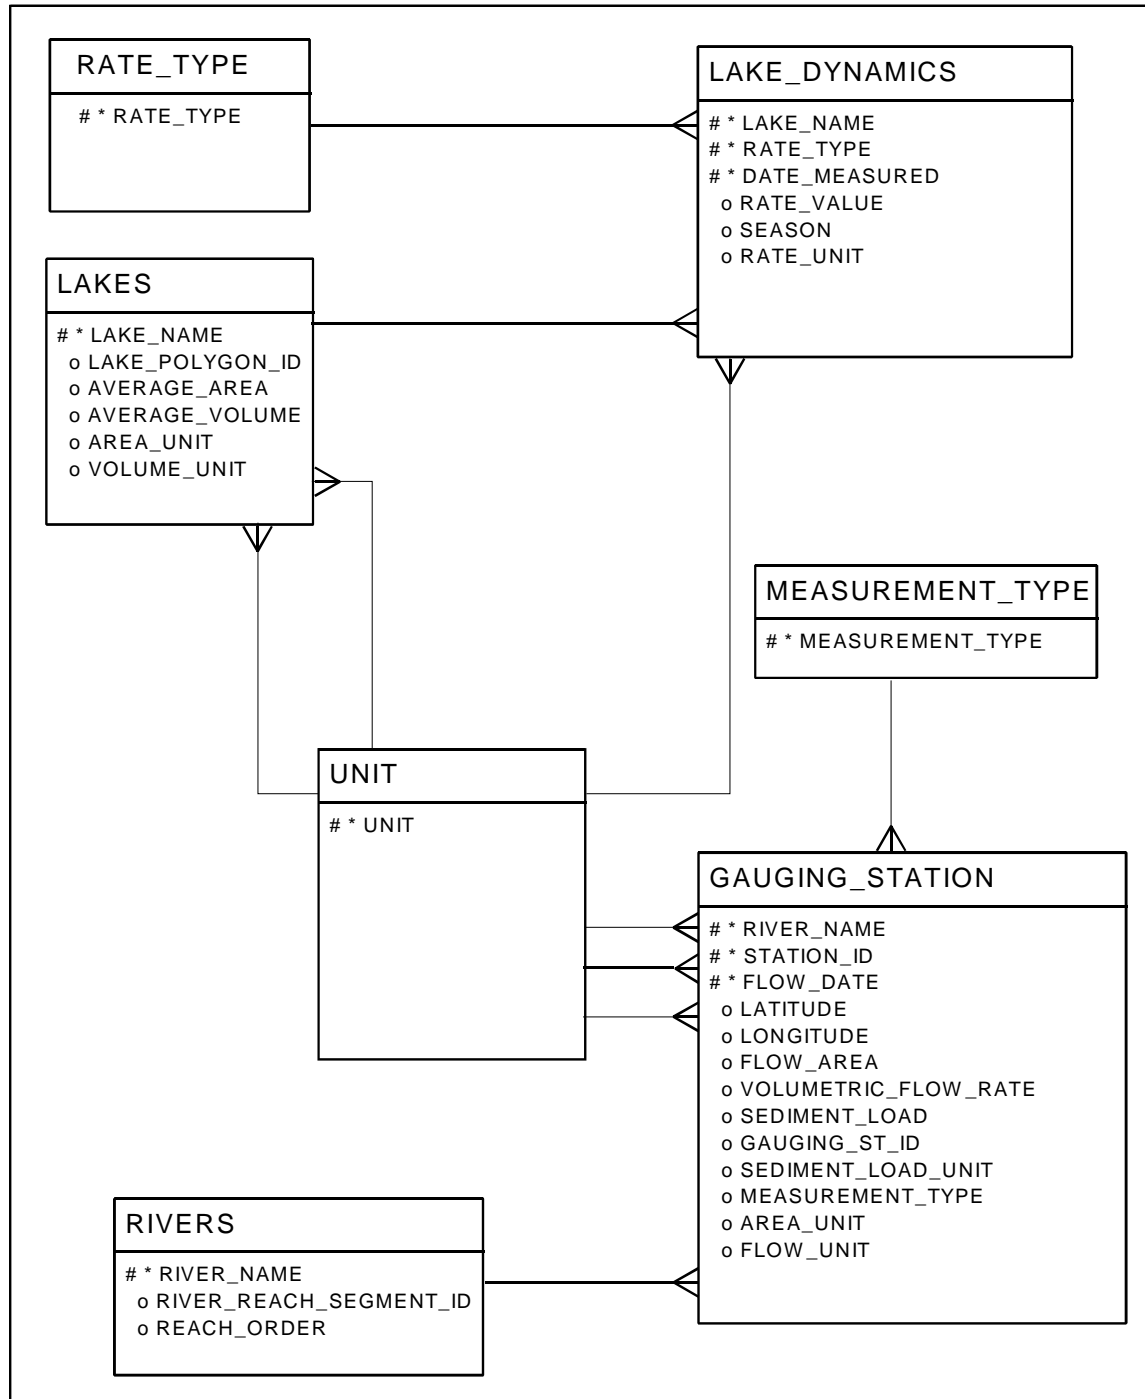 RATE_TYPE
# * RATE_TYPE
LAKE_DYNAMICS
# * LAKE_NAME
# * RATE_TYPE
# * DATE_MEASURED
o RATE_VALUE
o SEASON
o RATE_UNIT
LAKES
# * LAKE_NAME
o LAKE_POLYGON_ID
o AVERAGE_AREA
o AVERAGE_VOLUME
o AREA_UNIT
o VOLUME_UNIT
MEASUREMENT_TYPE
# * MEASUREMENT_TYPE
UNIT
# * UNIT
GAUGING_STATION
# * RIVER_NAME
# * STATION_ID
# * FLOW_DATE
o LATITUDE
o LONGITUDE
o FLOW_AREA
o VOLUMETRIC_FLOW_RATE
o SEDIMENT_LOAD
o GAUGING_ST_ID
o SEDIMENT_LOAD_UNIT
o MEASUREMENT_TYPE
o AREA_UNIT
o FLOW_UNIT
RIVERS
# * RIVER_NAME
o RIVER_REACH_SEGMENT_ID
o REACH_ORDER